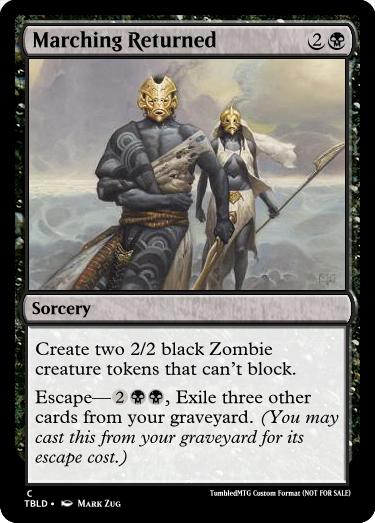 Marching Returned 2
Sorcery
Create two 2/2 black Zombie
creature tokens that can't block.
Escape—2, Exile three other
cards from your graveyard. (You may
cast this from your graveyard for its
escape cost.)
C
TBLD • Mark Zug
TumbledMTG Custom Format (NOT FOR SALE)